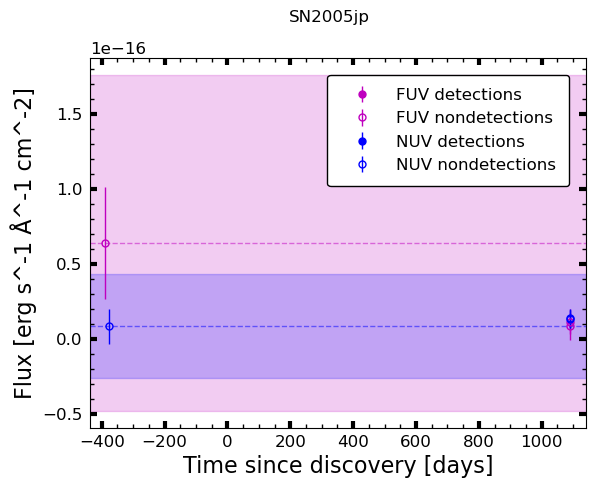 SN2005jp
1e−16
FUV detections
FUV nondetections
NUV detections
NUV nondetections
1.5
1.0
0.5
0.0
−0.5
Flux [erg s^-1 Å^-1 cm^-2]
−400 −200 0 200 400 600 800 1000
Time since discovery [days]